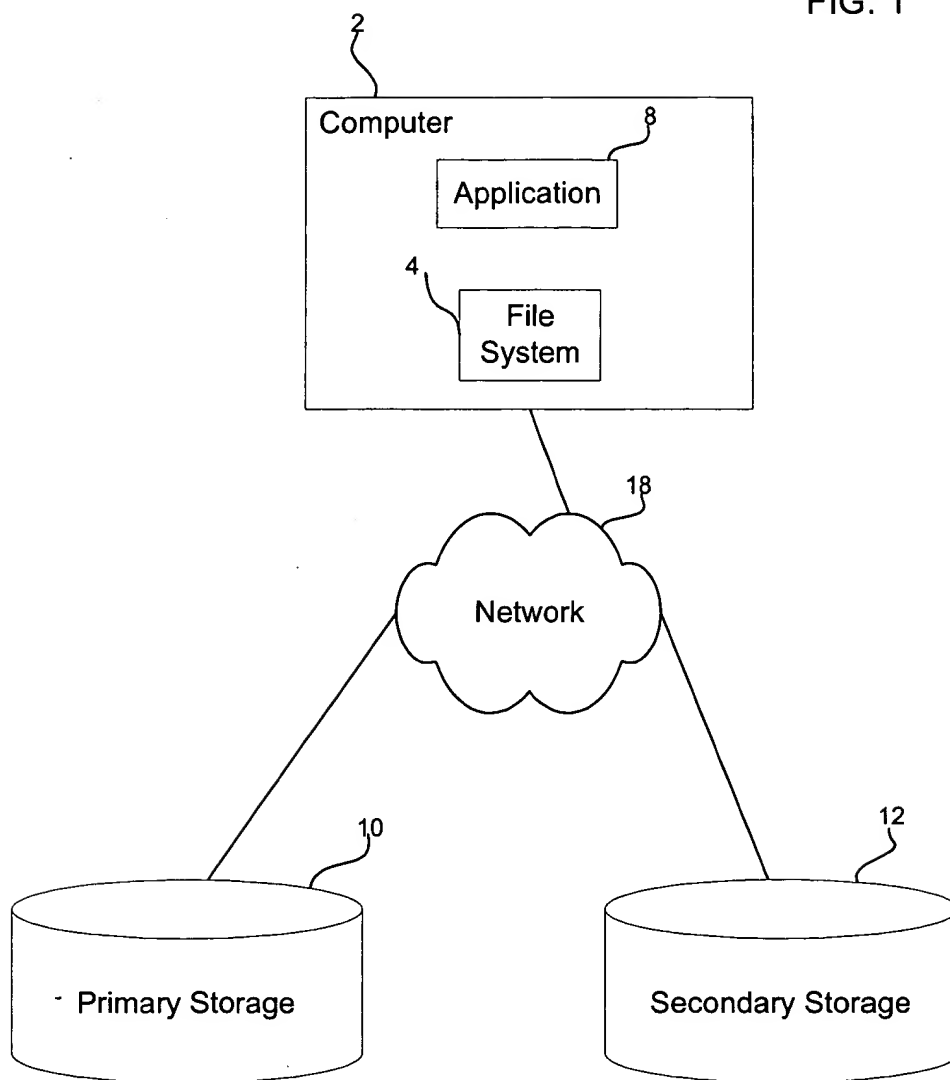 FIG. 1
2
Computer
8
Application
4
File
System
18
Network
10
12
Primary Storage
Secondary Storage